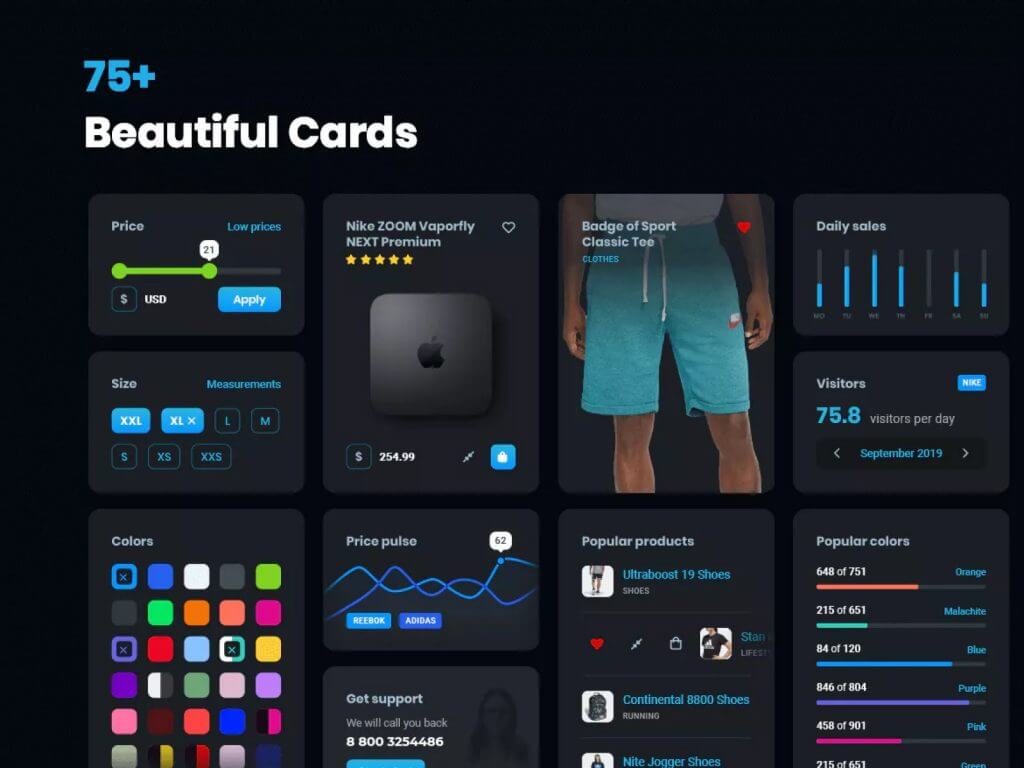 75+
Beautiful Cards
Price
Low prices
21
$ USD
Apply
Size
Measurements
XXL XL L M
S XS XXS
Colors
Nike ZOOM Vaporfly
NEXT Premium
$ 254.99
Price pulse
62
REEBOK ADIDAS
Get support
We will call you back
8 800 3254486
Badge of Sport
Classic Tee
CLOTHES
Popular products
Ultraboost 19 Shoes
SHOES
Stan
LIFEST
Continental 8800 Shoes
RUNNING
Nite Jogger Shoes
Daily sales
MO TU WE TH FR SA SU
Visitors
NIKE
75.8 visitors per day
September 2019
Popular colors
648 of 751 Orange
215 of 651 Malachite
84 of 120 Blue
846 of 804 Purple
458 of 901 Pink
215 of 651 Green